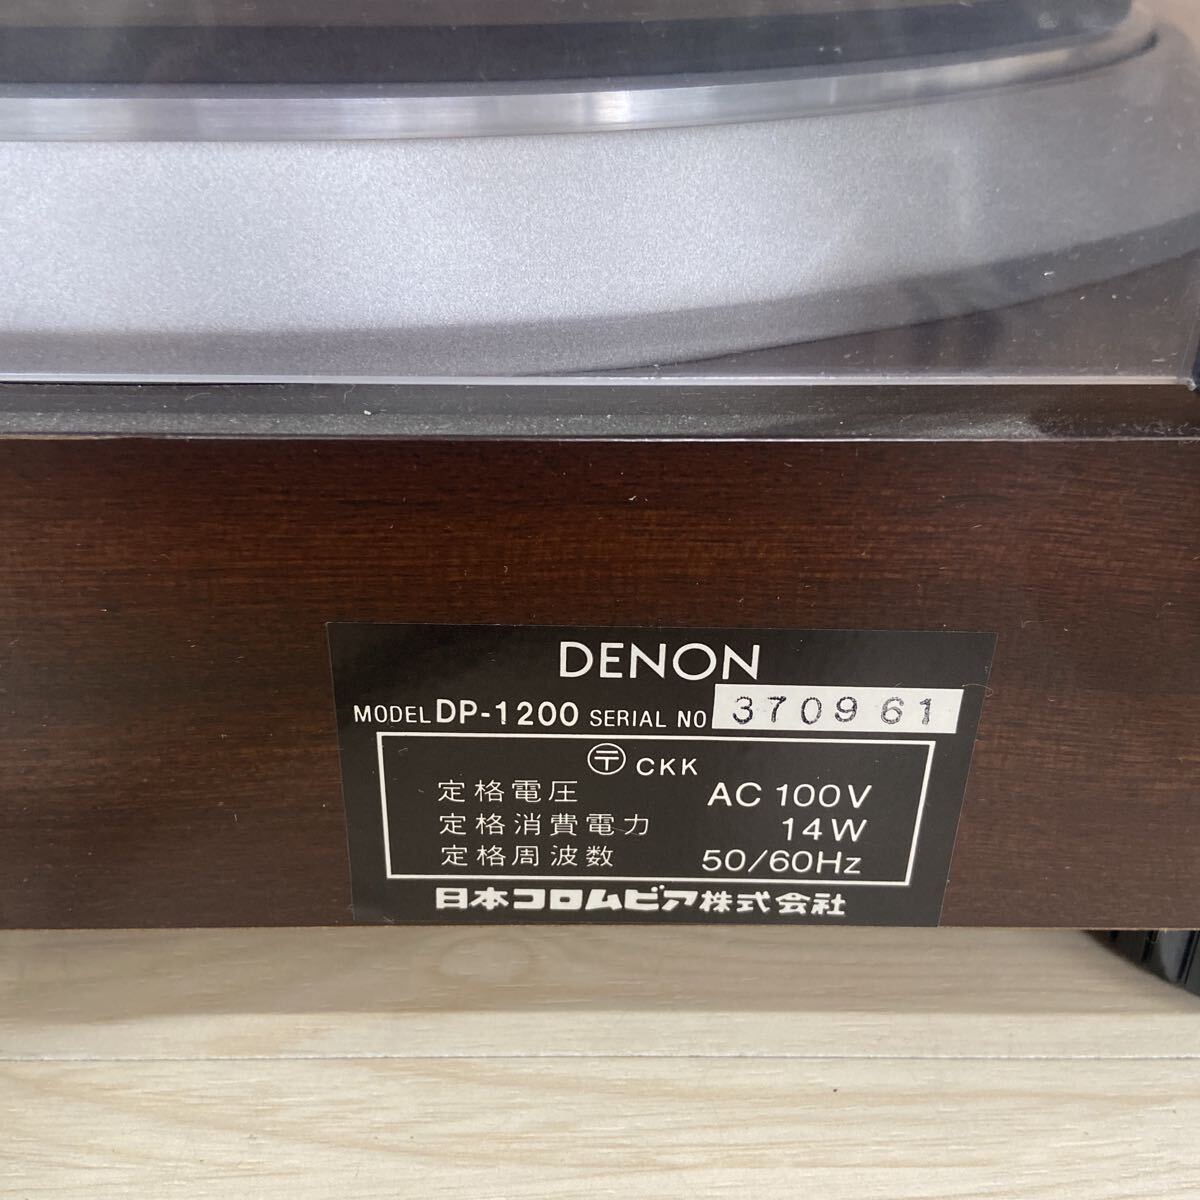 DENON
MODEL DP-1200 SERIAL NO 370961
〒 CKK
定格電圧 AC 100V
定格消費電力 14W
定格周波数 50/60Hz
日本コロムビア株式会社